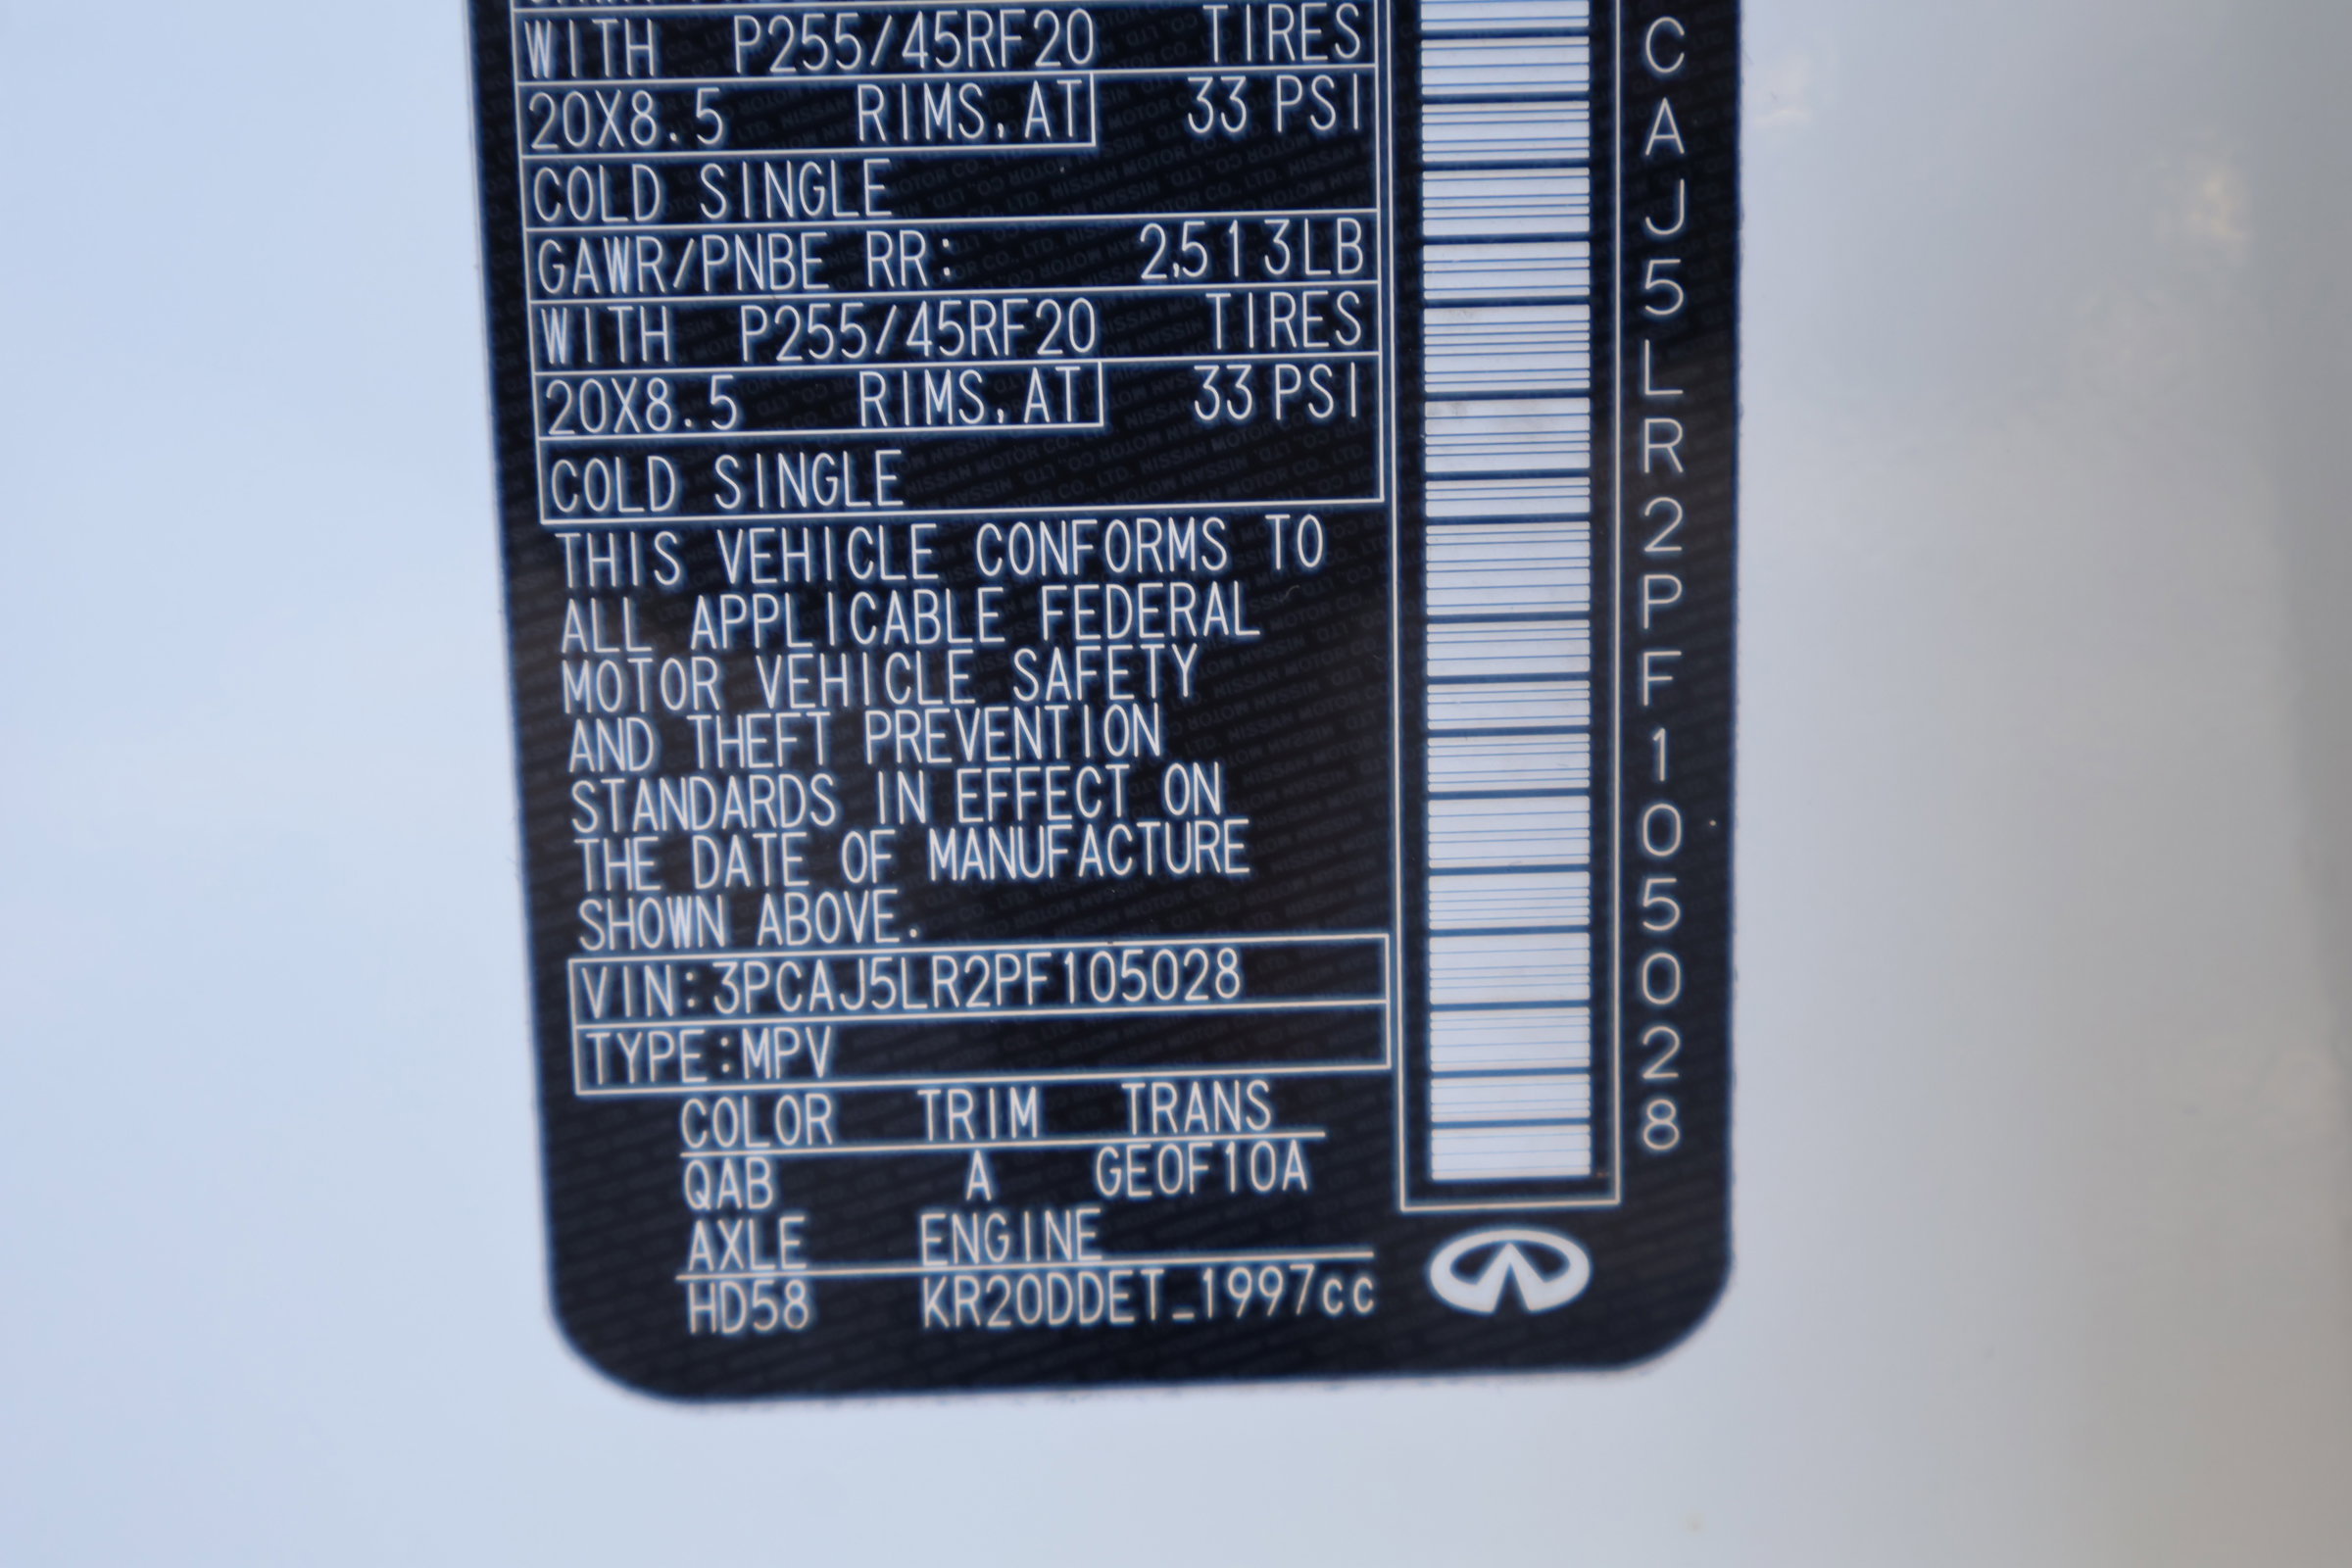 WITH P255/45RF20 TIRES
20X8.5 RIMS, AT 33 PSI
COLD SINGLE
GAWR/PNBE RR: 2,513LB
WITH P255/45RF20 TIRES
20X8.5 RIMS, AT 33 PSI
COLD SINGLE
THIS VEHICLE CONFORMS TO
ALL APPLICABLE FEDERAL
MOTOR VEHICLE SAFETY
AND THEFT PREVENTION
STANDARDS IN EFFECT ON
THE DATE OF MANUFACTURE
SHOWN ABOVE.
VIN:3PCAJ5LR2PF105028
TYPE:MPV
COLOR TRIM TRANS
QAB A GE0F10A
AXLE ENGINE
HD58 KR20DDET_1997cc
CAJ5LR2PF105028